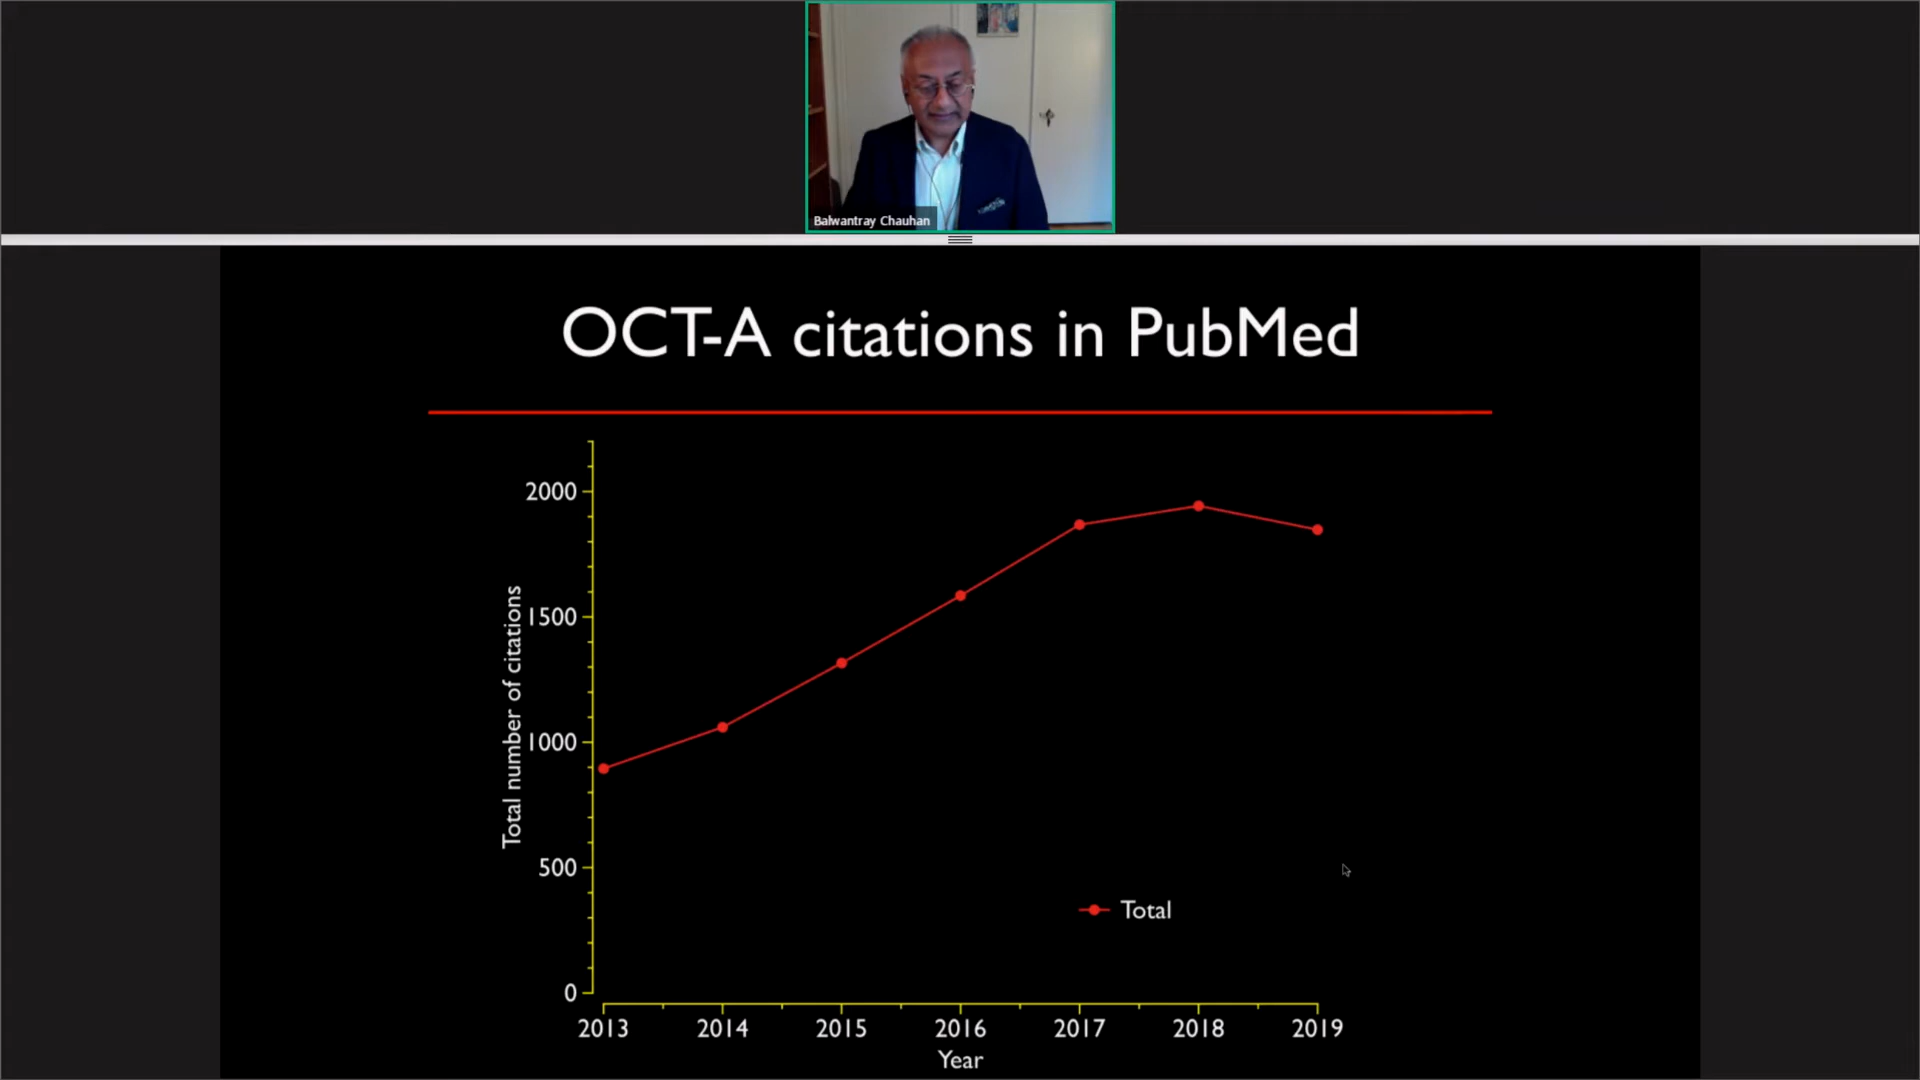 Balwantray Chauhan
OCT-A citations in PubMed
Total number of citations
2000
1500
1000
500
0
Total
2013 2014 2015 2016 2017 2018 2019
Year